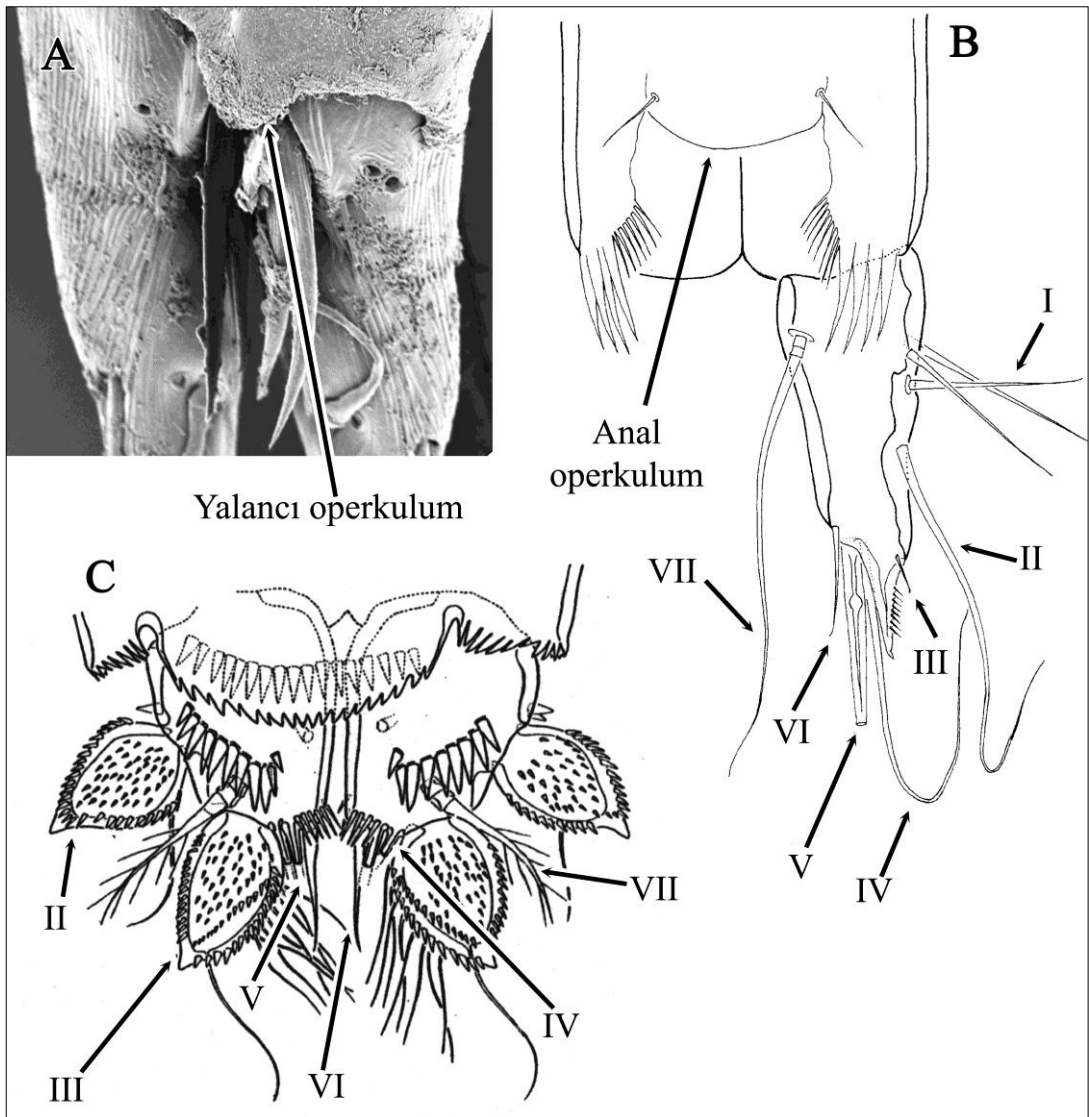 A
B
I
Anal
operkulum
Yalancı operkulum
II
VII
C
III
VI
V
IV
II
VII
V
IV
III
VI